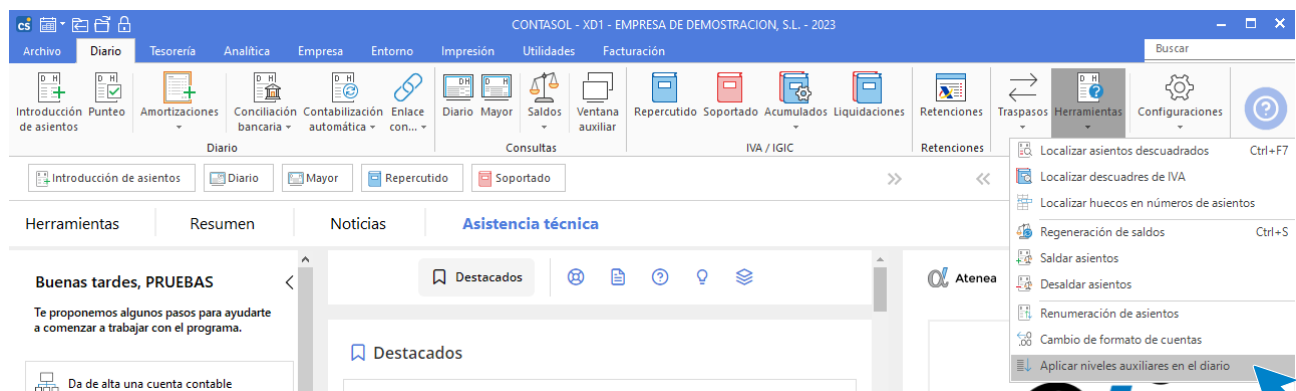 cs
CONTASOL - XD1 - EMPRESA DE DEMOSTRACION, S.L. - 2023
Archivo Diario Tesorería Analítica Empresa Entorno Impresión Utilidades Facturación Buscar
Introducción de asientos
Punteo
Amortizaciones
Conciliación bancaria
Contabilización automática
Enlace con...
Diario
Mayor
Saldos
Ventana auxiliar
Repercutido
Soportado
Acumulados
Liquidaciones
Retenciones
Traspasos
Herramientas
Configuraciones
Diario Consultas IVA / IGIC Retenciones
Introducción de asientos Diario Mayor Repercutido Soportado
Localizar asientos descuadrados Ctrl+F7
Localizar descuadres de IVA
Localizar huecos en números de asientos
Regeneración de saldos Ctrl+S
Saldar asientos
Desaldar asientos
Renumeración de asientos
Cambio de formato de cuentas
Aplicar niveles auxiliares en el diario
Herramientas Resumen Noticias Asistencia técnica
Buenas tardes, PRUEBAS
Te proponemos algunos pasos para ayudarte
a comenzar a trabajar con el programa.
Da de alta una cuenta contable
Destacados
Destacados
Atenea